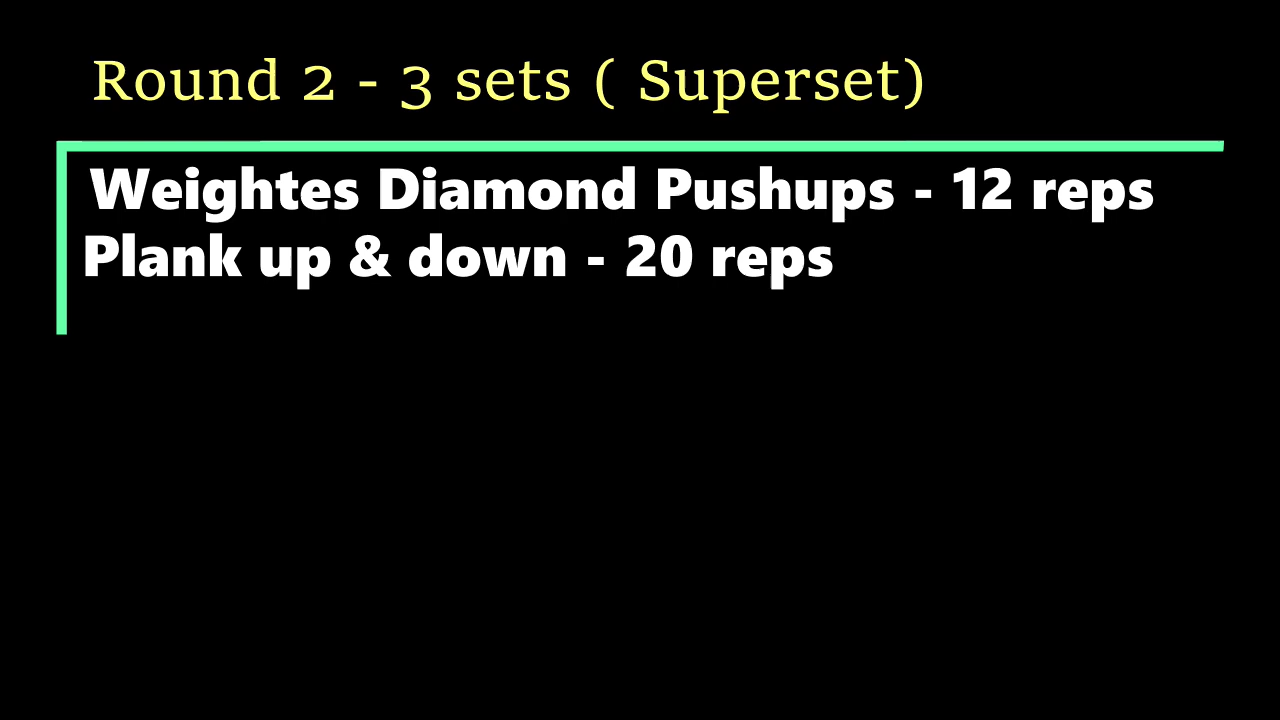 Round 2 - 3 sets ( Superset)
Weightes Diamond Pushups - 12 reps
Plank up & down - 20 reps